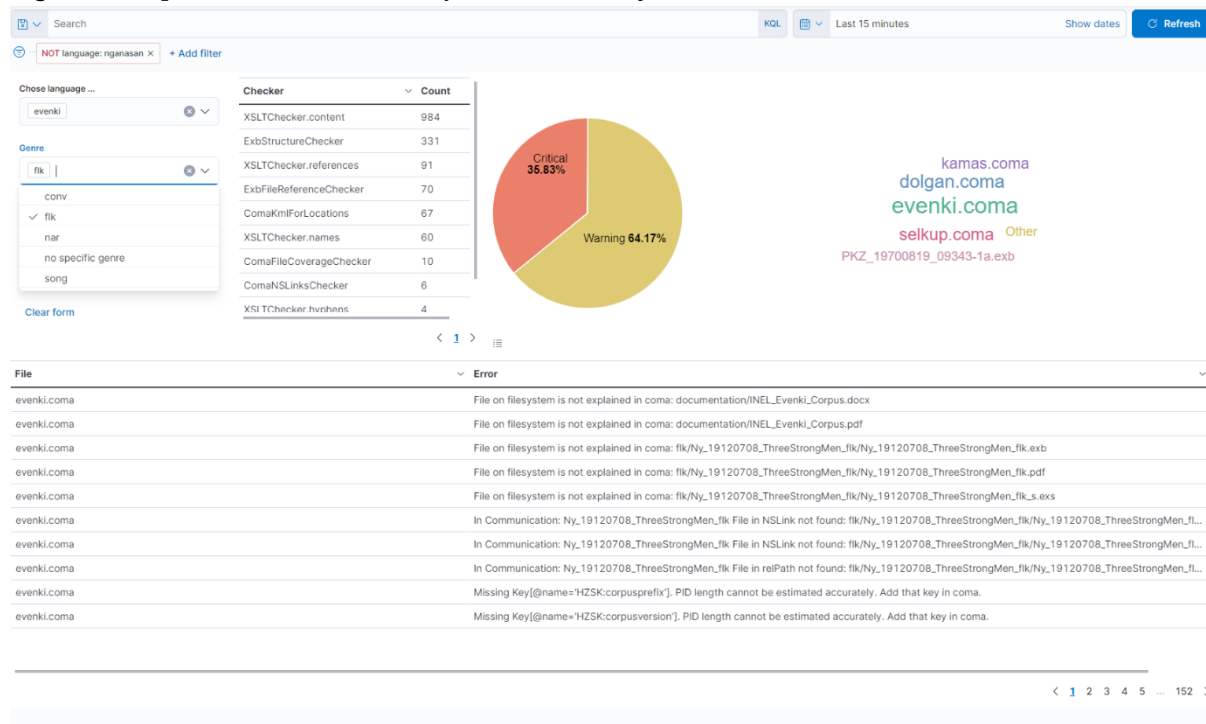 Search KQL Last 15 minutes Show dates Refresh
NOT language: nganasan × + Add filter
Chose language ...
evenki
Genre
flk
conv
flk
nar
no specific genre
song
Clear form
Checker Count
XSLTChecker.content 984
ExbStructureChecker 331
XSLTChecker.references 91
ExbFileReferenceChecker 70
ComaKmlForLocations 67
XSLTChecker.names 60
ComaFileCoverageChecker 10
ComaNSLinksChecker 6
XSLTChecker.hyphens 4
< 1 >
Critical
35.83%
Warning 64.17%
kamas.coma
dolgan.coma
evenki.coma
selkup.coma Other
PKZ_19700819_09343-1a.exb
File Error
evenki.coma File on filesystem is not explained in coma: documentation/INEL_Evenki_Corpus.docx
evenki.coma File on filesystem is not explained in coma: documentation/INEL_Evenki_Corpus.pdf
evenki.coma File on filesystem is not explained in coma: flk/Ny_19120708_ThreeStrongMen_flk/Ny_19120708_ThreeStrongMen_flk.exb
evenki.coma File on filesystem is not explained in coma: flk/Ny_19120708_ThreeStrongMen_flk/Ny_19120708_ThreeStrongMen_flk.pdf
evenki.coma File on filesystem is not explained in coma: flk/Ny_19120708_ThreeStrongMen_flk/Ny_19120708_ThreeStrongMen_flk_s.exs
evenki.coma In Communication: Ny_19120708_ThreeStrongMen_flk File in NSLink not found: flk/Ny_19120708_ThreeStrongMen_flk/Ny_19120708_ThreeStrongMen_fl...
evenki.coma In Communication: Ny_19120708_ThreeStrongMen_flk File in NSLink not found: flk/Ny_19120708_ThreeStrongMen_flk/Ny_19120708_ThreeStrongMen_fl...
evenki.coma In Communication: Ny_19120708_ThreeStrongMen_flk File in relPath not found: flk/Ny_19120708_ThreeStrongMen_flk/Ny_19120708_ThreeStrongMen_fl...
evenki.coma Missing Key[@name='HZSK:corpusprefix']. PID length cannot be estimated accurately. Add that key in coma.
evenki.coma Missing Key[@name='HZSK:corpusversion']. PID length cannot be estimated accurately. Add that key in coma.
< 1 2 3 4 5 ... 152 >